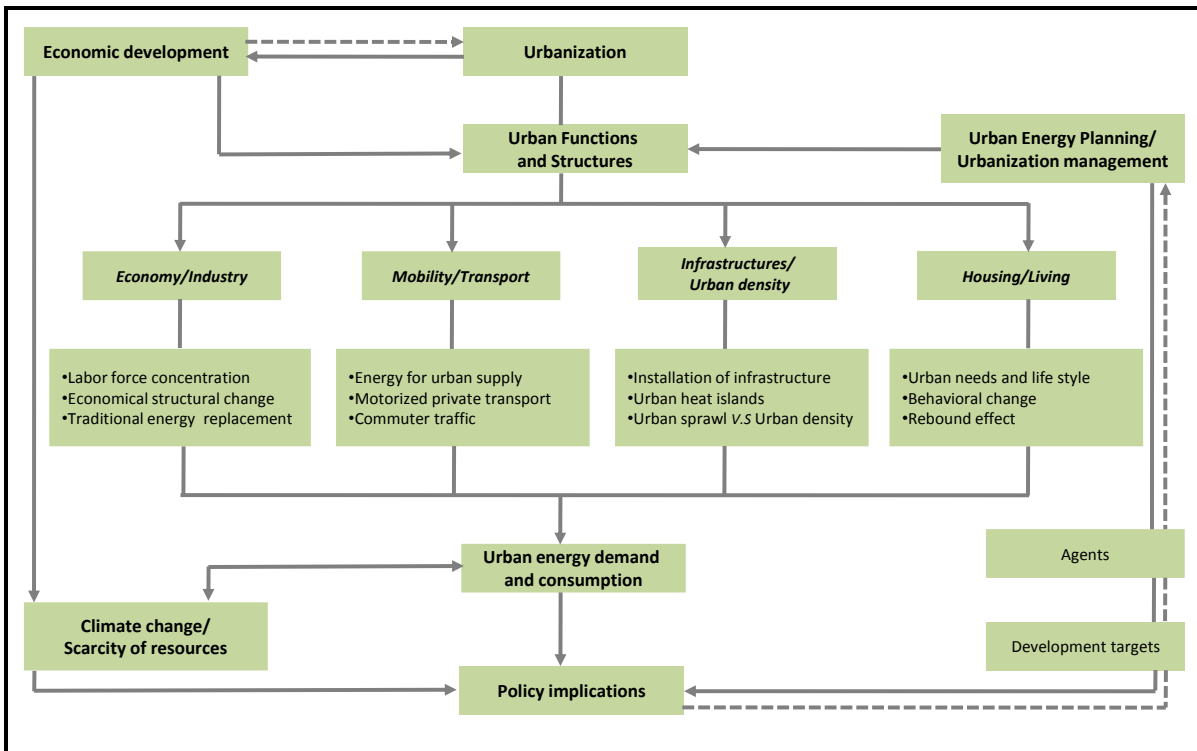 Economic development
Urbanization
Urban Functions
and Structures
Urban Energy Planning/
Urbanization management
Economy/Industry
Mobility/Transport
Infrastructures/
Urban density
Housing/Living
•Labor force concentration
•Economical structural change
•Traditional energy replacement
•Energy for urban supply
•Motorized private transport
•Commuter traffic
•Installation of infrastructure
•Urban heat islands
•Urban sprawl V.S Urban density
•Urban needs and life style
•Behavioral change
•Rebound effect
Urban energy demand
and consumption
Agents
Climate change/
Scarcity of resources
Development targets
Policy implications